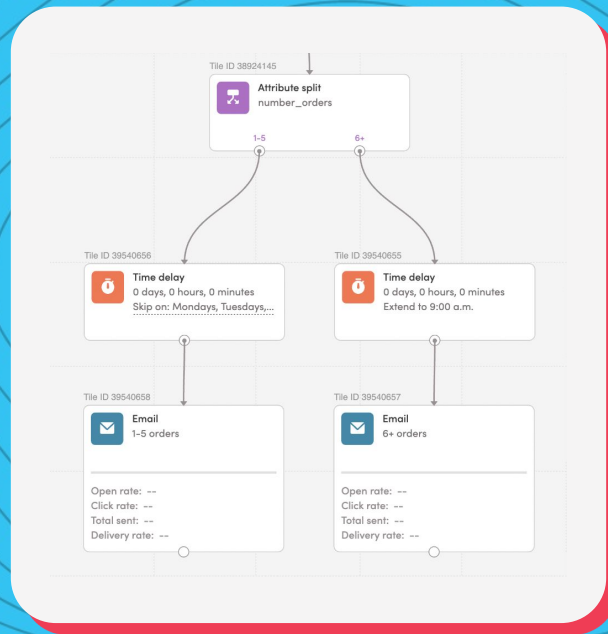 Tile ID 38924145
Attribute split
number_orders
1-5
6+
Tile ID 39540656
Time delay
0 days, 0 hours, 0 minutes
Skip on: Mondays, Tuesdays,...
Tile ID 39540655
Time delay
0 days, 0 hours, 0 minutes
Extend to 9:00 a.m.
Tile ID 39540658
Email
1-5 orders
Open rate: --
Click rate: --
Total sent: --
Delivery rate: --
Tile ID 39540657
Email
6+ orders
Open rate: --
Click rate: --
Total sent: --
Delivery rate: --